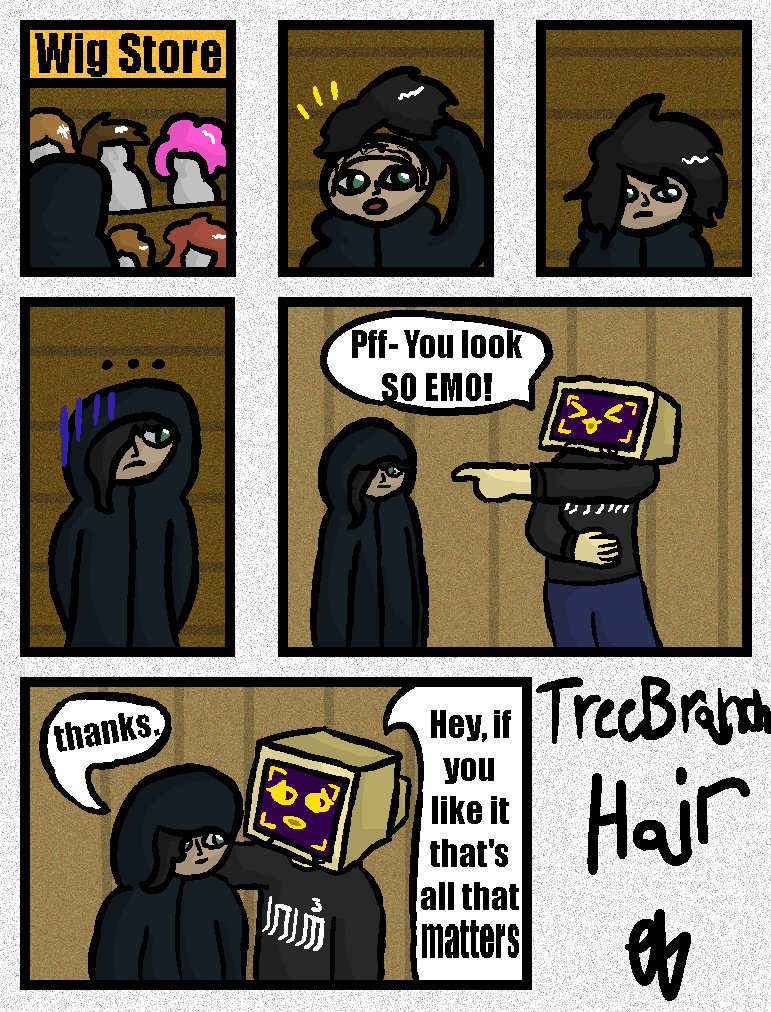 Wig Store
Pff- You look
SO EMO!
thanks.
Hey, if
you
like it
that's
all that
matters
3
TreeBranch
Hair